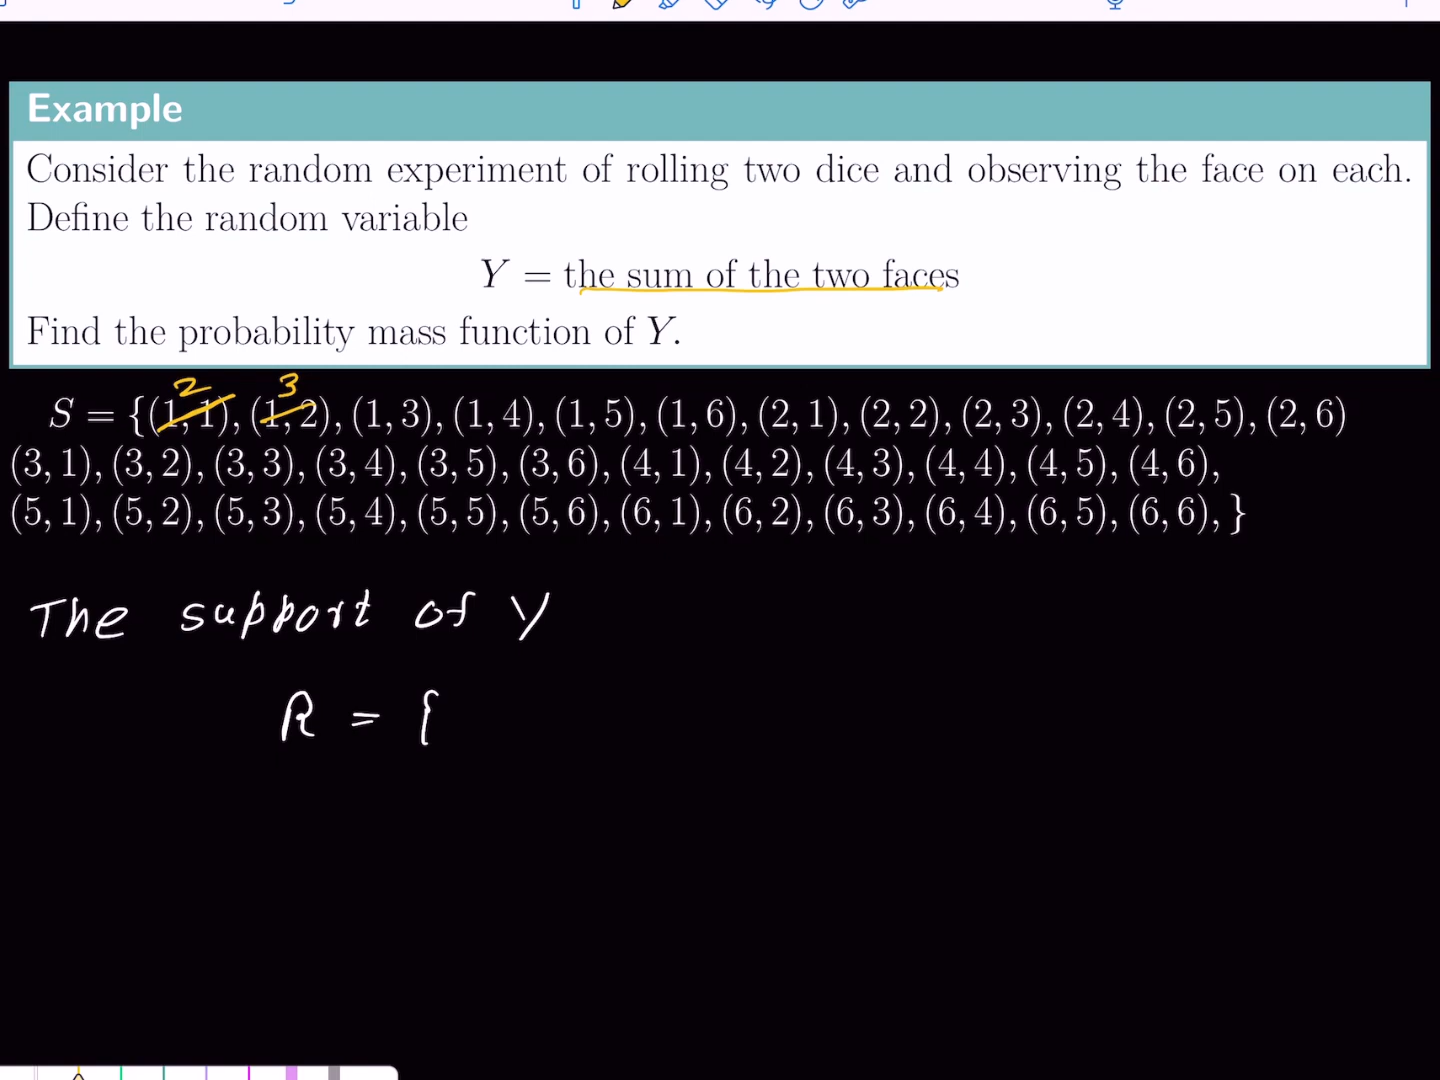 Example
Consider the random experiment of rolling two dice and observing the face on each.
Define the random variable
Y = the sum of the two faces
Find the probability mass function of Y.
2 3
S = {(1, 1), (1, 2), (1, 3), (1, 4), (1, 5), (1, 6), (2, 1), (2, 2), (2, 3), (2, 4), (2, 5), (2, 6)
(3, 1), (3, 2), (3, 3), (3, 4), (3, 5), (3, 6), (4, 1), (4, 2), (4, 3), (4, 4), (4, 5), (4, 6),
(5, 1), (5, 2), (5, 3), (5, 4), (5, 5), (5, 6), (6, 1), (6, 2), (6, 3), (6, 4), (6, 5), (6, 6), }
The support of Y
R = {